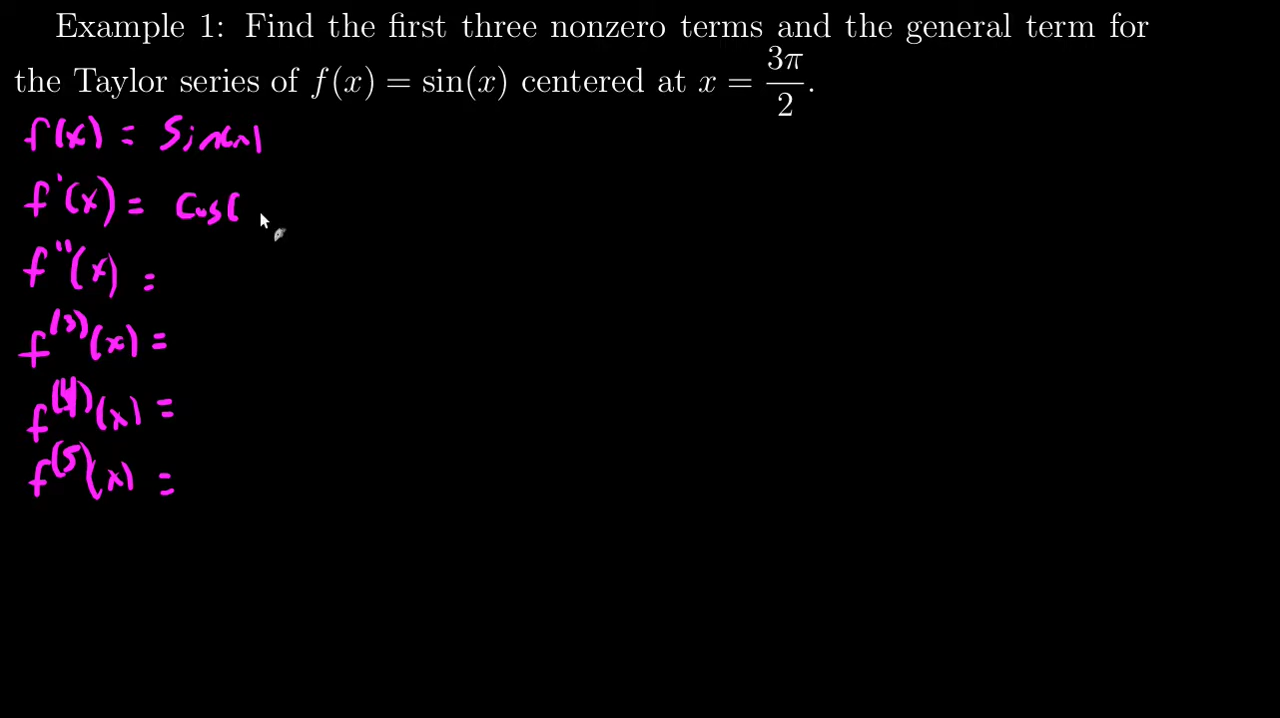 Example 1: Find the first three nonzero terms and the general term for
the Taylor series of f(x) = sin(x) centered at x = 3π/2.
f(x) = Sin(x)
f'(x) = Cos(
f''(x) =
f^(3)(x) =
f^(4)(x) =
f^(5)(x) =